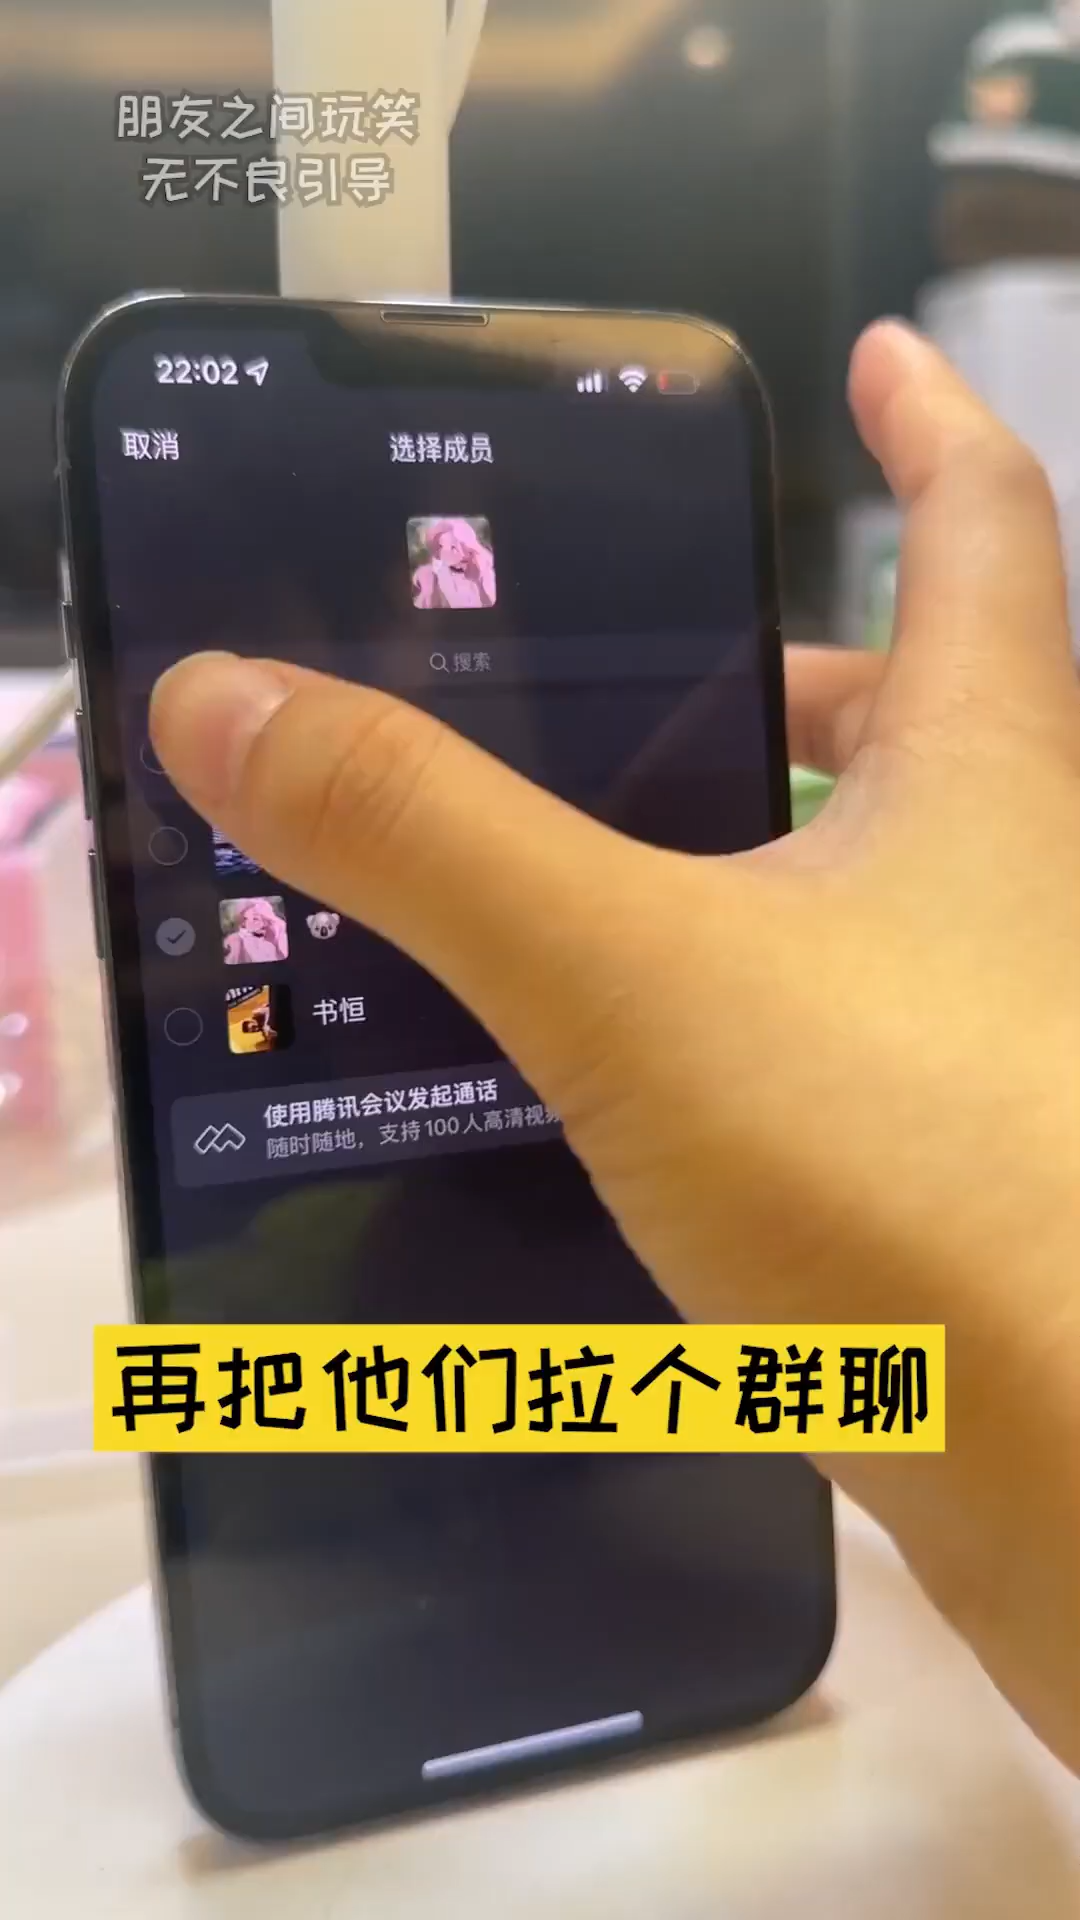 朋友之间玩笑
无不良引导
22:02
取消
选择成员
搜索
书恒
使用腾讯会议发起通话
随时随地，支持100人高清视频
再把他们拉个群聊